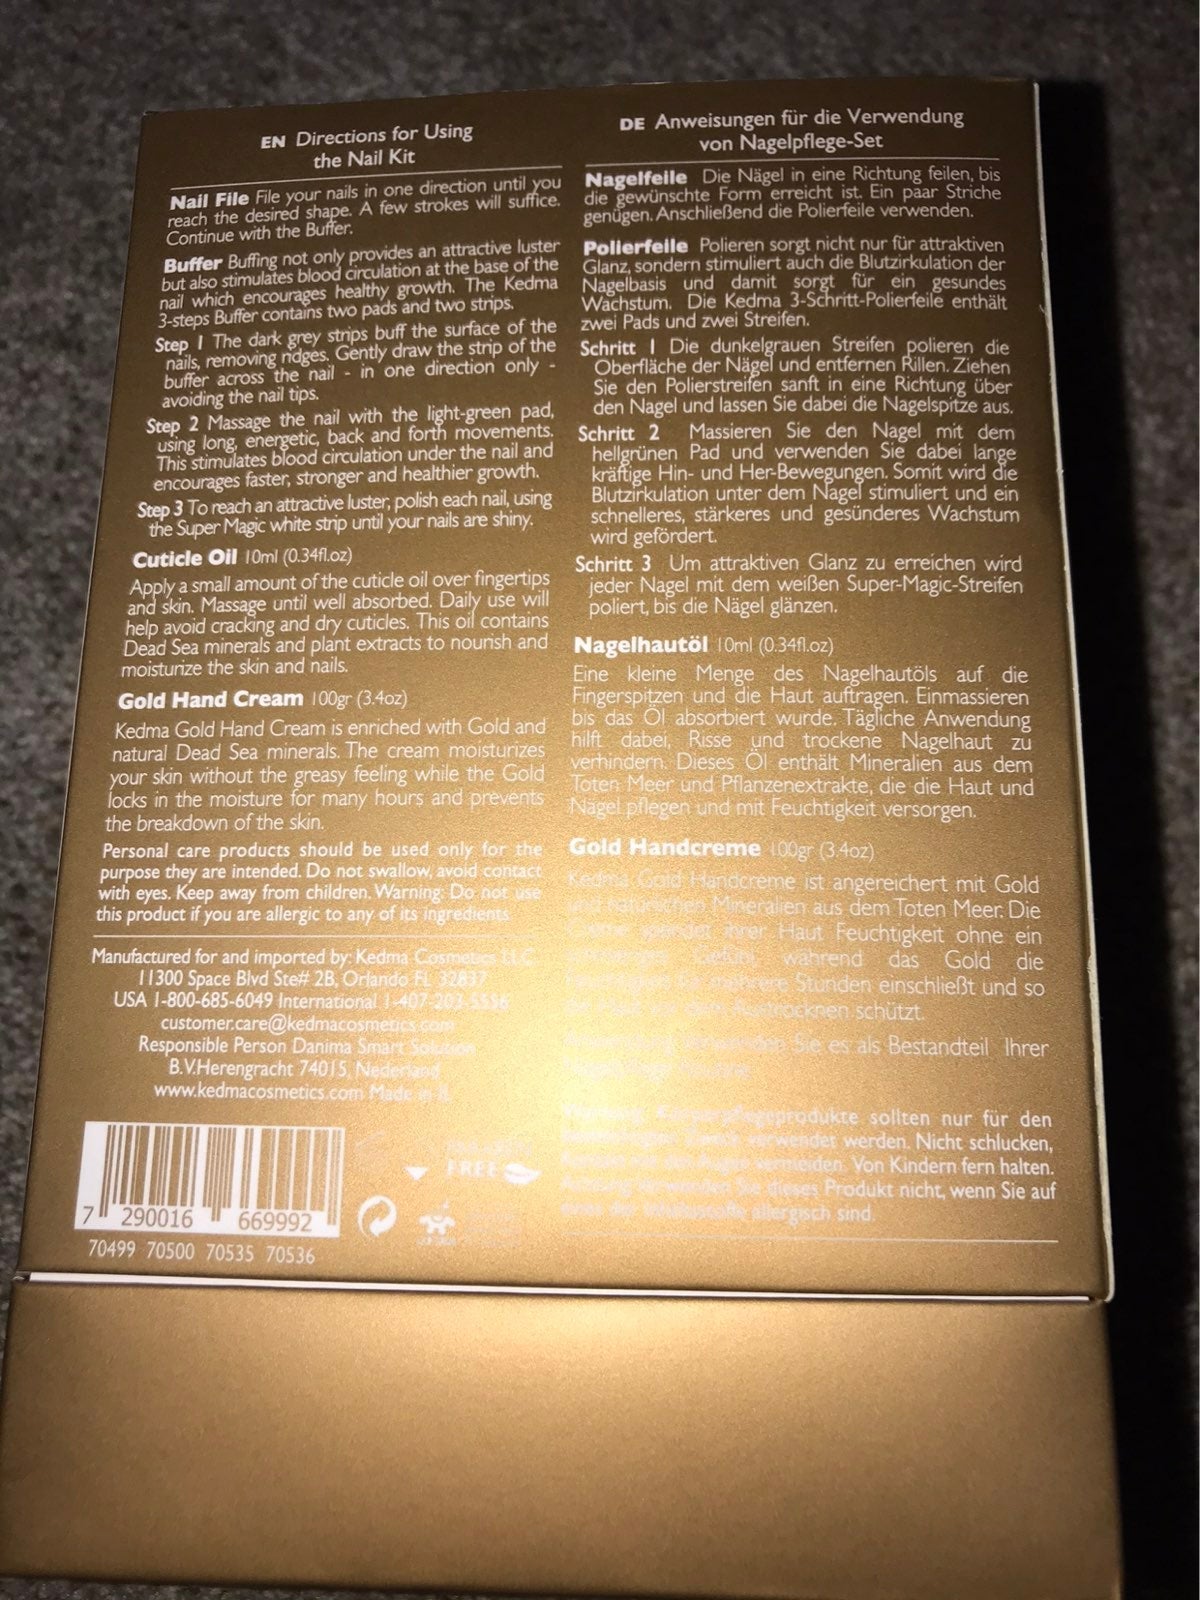 EN Directions for Using
the Nail Kit
Nail File File your nails in one direction until you
reach the desired shape. A few strokes will suffice.
Continue with the Buffer.
Buffer Buffing not only provides an attractive luster
but also stimulates blood circulation at the base of the
nail which encourages healthy growth. The Kedma
3-steps Buffer contains two pads and two strips.
Step 1 The dark grey strips buff the surface of the
nails, removing ridges. Gently draw the strip of the
buffer across the nail - in one direction only -
avoiding the nail tips.
Step 2 Massage the nail with the light-green pad,
using long, energetic, back and forth movements.
This stimulates blood circulation under the nail and
encourages faster, stronger and healthier growth.
Step 3 To reach an attractive luster, polish each nail, using
the Super Magic white strip until your nails are shiny.
Cuticle Oil 10ml (0.34fl.oz)
Apply a small amount of the cuticle oil over fingertips
and skin. Massage until well absorbed. Daily use will
help avoid cracking and dry cuticles. This oil contains
Dead Sea minerals and plant extracts to nourish and
moisturize the skin and nails.
Gold Hand Cream 100gr (3.4oz)
Kedma Gold Hand Cream is enriched with Gold and
natural Dead Sea minerals. The cream moisturizes
your skin without the greasy feeling while the Gold
locks in the moisture for many hours and prevents
the breakdown of the skin.
Personal care products should be used only for the
purpose they are intended. Do not swallow, avoid contact
with eyes. Keep away from children. Warning: Do not use
this product if you are allergic to any of its ingredients
Manufactured for and imported by: Kedma Cosmetics LLC
11300 Space Blvd Ste# 2B, Orlando FL 32837
USA 1-800-685-6049 International 1-407-203-5556
customer.care@kedmacosmetics.com
Responsible Person Danima Smart Solution
B.V.Herengracht 74015, Nederland
www.kedmacosmetics.com Made in IL
7 290016 669992
70499 70500 70535 70536
FREE
DE Anweisungen für die Verwendung
von Nagelpflege-Set
Nagelfeile Die Nägel in eine Richtung feilen, bis
die gewünschte Form erreicht ist. Ein paar Striche
genügen. Anschließend die Polierfeile verwenden.
Polierfeile Polieren sorgt nicht nur für attraktiven
Glanz, sondern stimuliert auch die Blutzirkulation der
Nagelbasis und damit sorgt für ein gesundes
Wachstum. Die Kedma 3-Schritt-Polierfeile enthält
zwei Pads und zwei Streifen.
Schritt 1 Die dunkelgrauen Streifen polieren die
Oberfläche der Nägel und entfernen Rillen. Ziehen
Sie den Polierstreifen sanft in eine Richtung über
den Nagel und lassen Sie dabei die Nagelspitze aus.
Schritt 2 Massieren Sie den Nagel mit dem
hellgrünen Pad und verwenden Sie dabei lange
kräftige Hin- und Her-Bewegungen. Somit wird die
Blutzirkulation unter dem Nagel stimuliert und ein
schnelleres, stärkeres und gesünderes Wachstum
wird gefördert.
Schritt 3 Um attraktiven Glanz zu erreichen wird
jeder Nagel mit dem weißen Super-Magic-Streifen
poliert, bis die Nägel glänzen.
Nagelhautöl 10ml (0.34fl.oz)
Eine kleine Menge des Nagelhautöls auf die
Fingerspitzen und die Haut auftragen. Einmassieren
bis das Öl absorbiert wurde. Tägliche Anwendung
hilft dabei, Risse und trockene Nagelhaut zu
verhindern. Dieses Öl enthält Mineralien aus dem
Toten Meer und Pflanzenextrakte, die die Haut und
Nägel pflegen und mit Feuchtigkeit versorgen.
Gold Handcreme 100gr (3.4oz)
Kedma Gold Handcreme ist angereichert mit Gold
und natürlichen Mineralien aus dem Toten Meer. Die
Creme spendet Ihrer Haut Feuchtigkeit ohne ein
Gefühl, während das Gold die
mehrere Stunden einschließt und so
Austrocknen schützt.
Sie es als Bestandteil Ihrer
Körperpflegeprodukte sollten nur für den
verwendet werden. Nicht schlucken,
vermeiden. Von Kindern fern halten.
Sie dieses Produkt nicht, wenn Sie auf
allergisch sind.